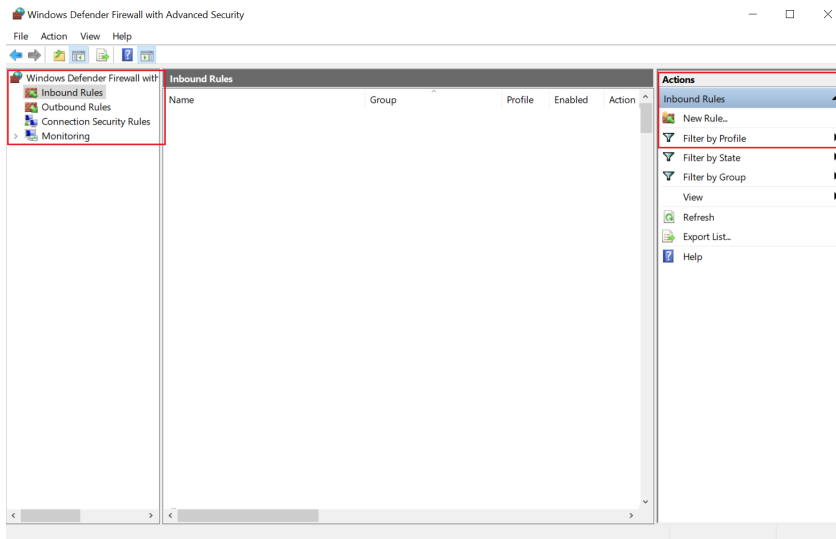 Windows Defender Firewall with Advanced Security
File Action View Help
Windows Defender Firewall with
Inbound Rules
Outbound Rules
Connection Security Rules
Monitoring
Inbound Rules
Name Group Profile Enabled Action
Actions
Inbound Rules
New Rule...
Filter by Profile
Filter by State
Filter by Group
View
Refresh
Export List...
Help